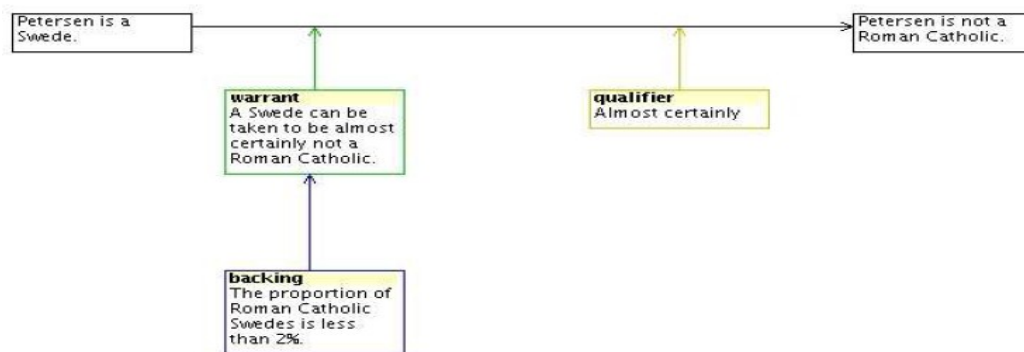 Petersen is a
Swede.
Petersen is not a
Roman Catholic.
warrant
A Swede can be
taken to be almost
certainly not a
Roman Catholic.
qualifier
Almost certainly
backing
The proportion of
Roman Catholic
Swedes is less
than 2%.